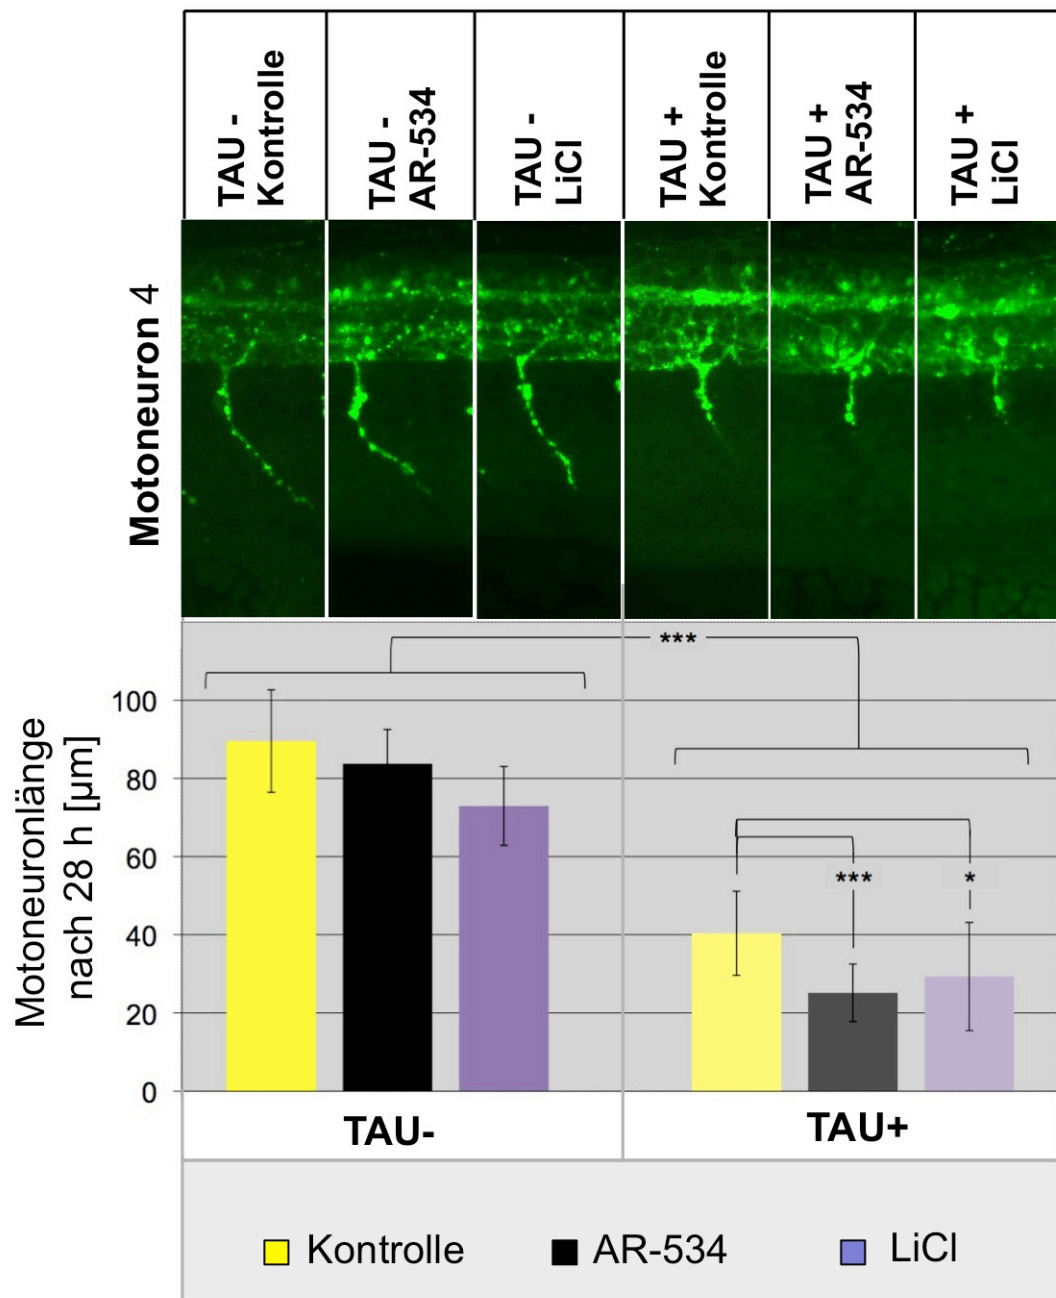 TAU -
Kontrolle
TAU -
AR-534
TAU -
LiCl
TAU +
Kontrolle
TAU +
AR-534
TAU +
LiCl
Motoneuron 4
***
Motoneuronlänge
nach 28 h [µm]
100
80
60
40
20
0
***
*
TAU-
TAU+
Kontrolle
AR-534
LiCl